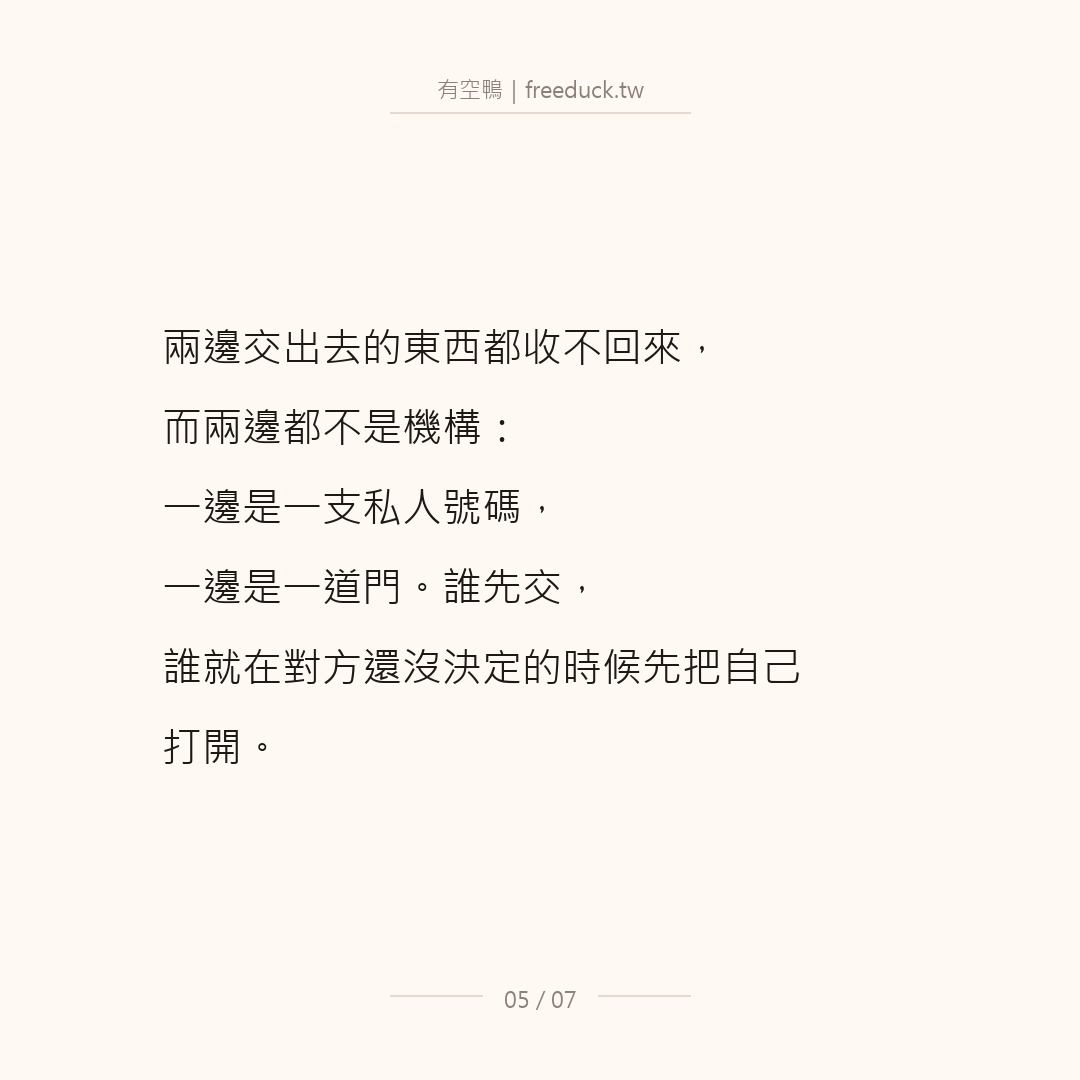 有空鴨｜freeduck.tw
兩邊交出去的東西都收不回來，
而兩邊都不是機構：
一邊是一支私人號碼，
一邊是一道門。誰先交，
誰就在對方還沒決定的時候先把自己
打開。
05 / 07